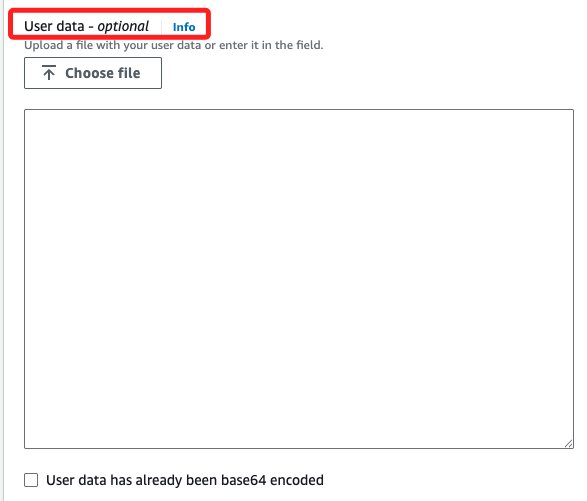 User data - optional Info
Upload a file with your user data or enter it in the field.
Choose file
User data has already been base64 encoded